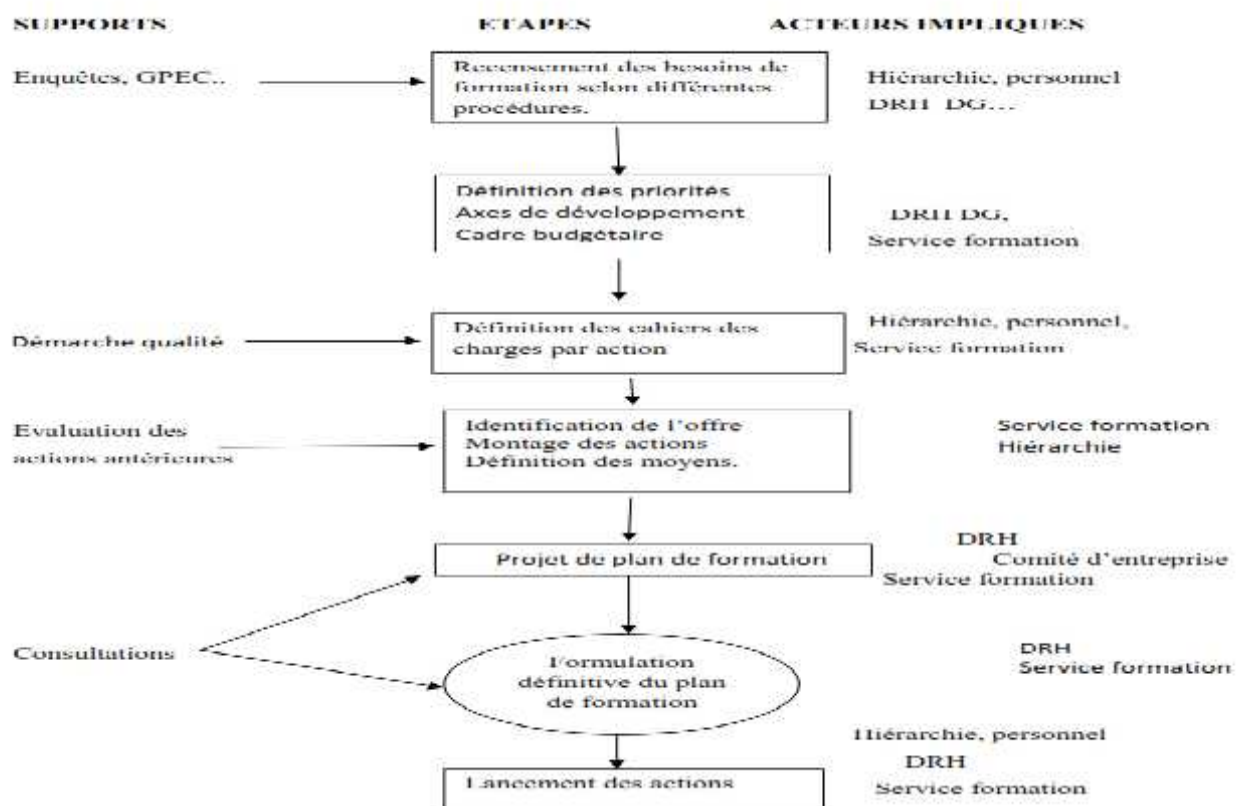 SUPPORTS ETAPES ACTEURS IMPLIQUES
Enquêtes, GPEC..
Recensement des besoins de
formation selon différentes
procédures.
Hiérarchie, personnel
DRH DG...
Définition des priorités
Axes de développement
Cadre budgétaire
DRH DG,
Service formation
Démarche qualité
Définition des cahiers des
charges par action
Hiérarchie, personnel,
Service formation
Evaluation des
actions antérieures
Identification de l'offre
Montage des actions
Définition des moyens.
Service formation
Hiérarchie
Projet de plan de formation
DRH
Comité d'entreprise
Service formation
Consultations
Formulation
définitive du plan
de formation
DRH
Service formation
Lancement des actions
Hiérarchie, personnel
DRH
Service formation